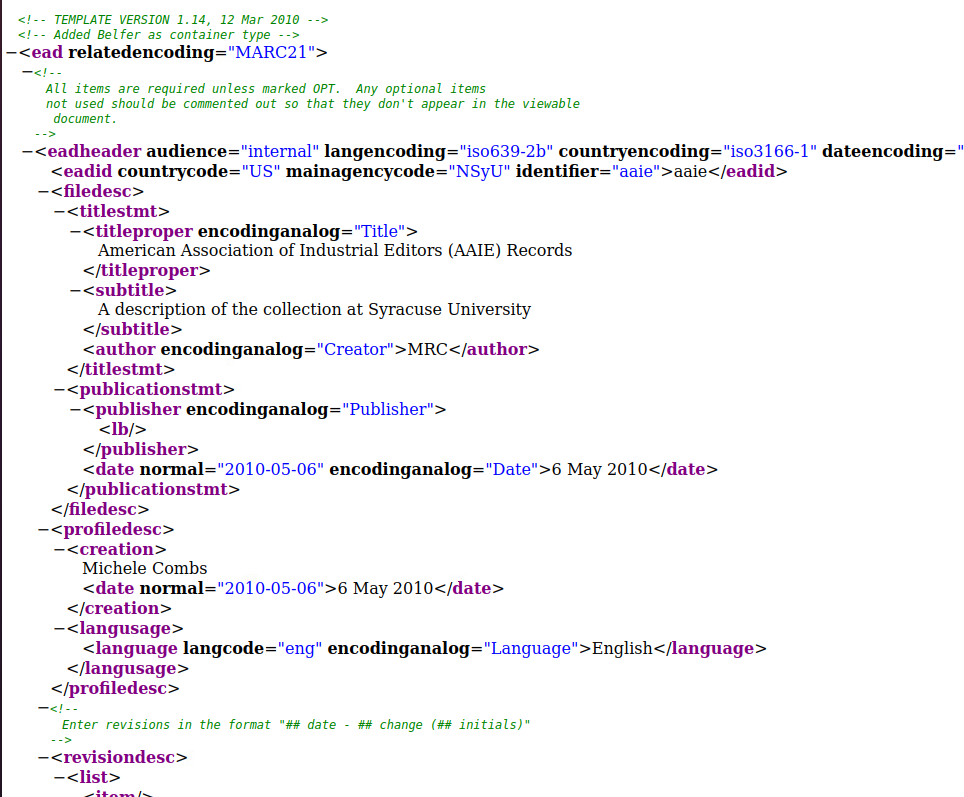 <!-- TEMPLATE VERSION 1.14, 12 Mar 2010 -->
<!-- Added Belfer as container type -->
−<ead relatedencoding="MARC21">
−<!--
All items are required unless marked OPT.  Any optional items
not used should be commented out so that they don't appear in the viewable
document.
-->
−<eadheader audience="internal" langencoding="iso639-2b" countryencoding="iso3166-1" dateencoding="
<eadid countrycode="US" mainagencycode="NSyU" identifier="aaie">aaie</eadid>
−<filedesc>
−<titlestmt>
−<titleproper encodinganalog="Title">
American Association of Industrial Editors (AAIE) Records
</titleproper>
−<subtitle>
A description of the collection at Syracuse University
</subtitle>
<author encodinganalog="Creator">MRC</author>
</titlestmt>
−<publicationstmt>
−<publisher encodinganalog="Publisher">
<lb/>
</publisher>
<date normal="2010-05-06" encodinganalog="Date">6 May 2010</date>
</publicationstmt>
</filedesc>
−<profiledesc>
−<creation>
Michele Combs
<date normal="2010-05-06">6 May 2010</date>
</creation>
−<langusage>
<language langcode="eng" encodinganalog="Language">English</language>
</langusage>
</profiledesc>
−<!--
Enter revisions in the format "## date - ## change (## initials)"
-->
−<revisiondesc>
−<list>
<item/>